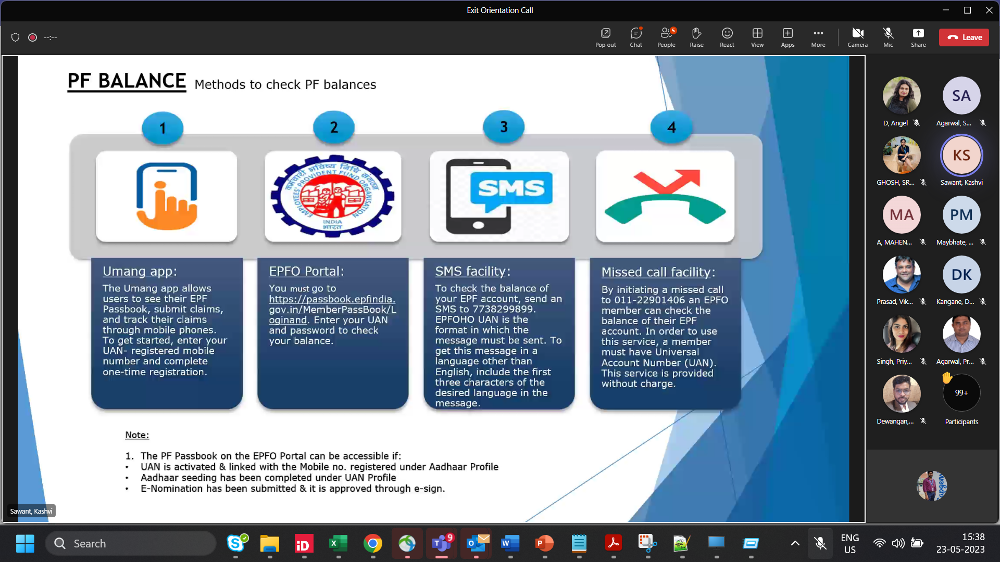 Exit Orientation Call
--:--
Pop out
Chat
5
People
Raise
React
View
Apps
More
Camera
Mic
Share
Leave
PF BALANCE Methods to check PF balances
1
2
3
4
कर्मचारी भविष्य निधि संगठन
EMPLOYEES' PROVIDENT FUND ORGANISATION
INDIA
भारत
SMS
Umang app:
The Umang app allows
users to see their EPF
Passbook, submit claims,
and track their claims
through mobile phones.
To get started, enter your
UAN- registered mobile
number and complete
one-time registration.
EPFO Portal:
You must go to
https://passbook.epfindia.
gov.in/MemberPassBook/L
oginand. Enter your UAN
and password to check
your balance.
SMS facility:
To check the balance of
your EPF account, send an
SMS to 7738299899.
EPFOHO UAN is the
format in which the
message must be sent. To
get this message in a
language other than
English, include the first
three characters of the
desired language in the
message.
Missed call facility:
By initiating a missed call
to 011-22901406 an EPFO
member can check the
balance of their EPF
account. In order to use
this service, a member
must have Universal
Account Number (UAN).
This service is provided
without charge.
Note:
1. The PF Passbook on the EPFO Portal can be accessible if:
• UAN is activated & linked with the Mobile no. registered under Aadhaar Profile
• Aadhaar seeding has been completed under UAN Profile
• E-Nomination has been submitted & it is approved through e-sign.
Sawant, Kashvi
D, Angel
SA
Agarwal, S...
GHOSH, SR...
KS
Sawant, Kashvi
MA
A, MAHEN...
PM
Maybhate, ...
Prasad, Vik...
DK
Kangane, D...
Singh, Priy...
Agarwal, Pr...
Dewangan,...
99+
Participants
Search
9
ENG
US
15:38
23-05-2023